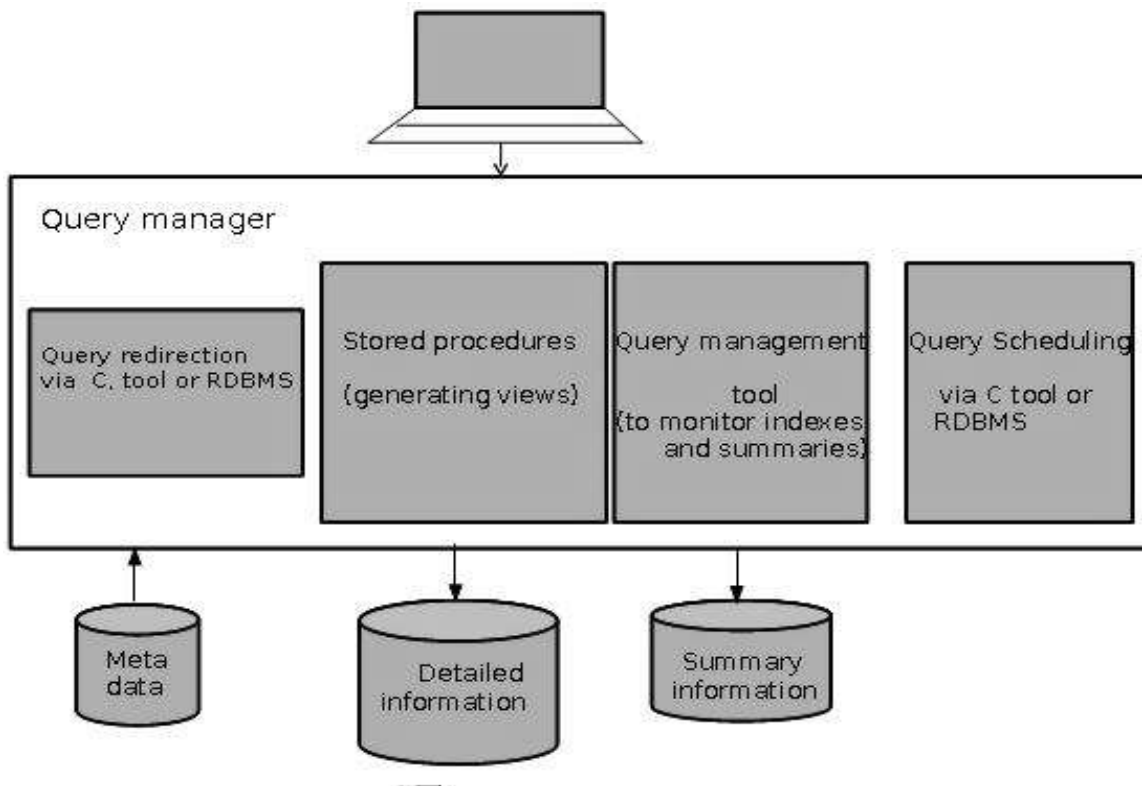 Query manager
Query redirection
via C, tool or RDBMS
Stored procedures
(generating views)
Query management
tool
(to monitor indexes
and summaries)
Query Scheduling
via C tool or
RDBMS
Meta
data
Detailed
information
Summary
information